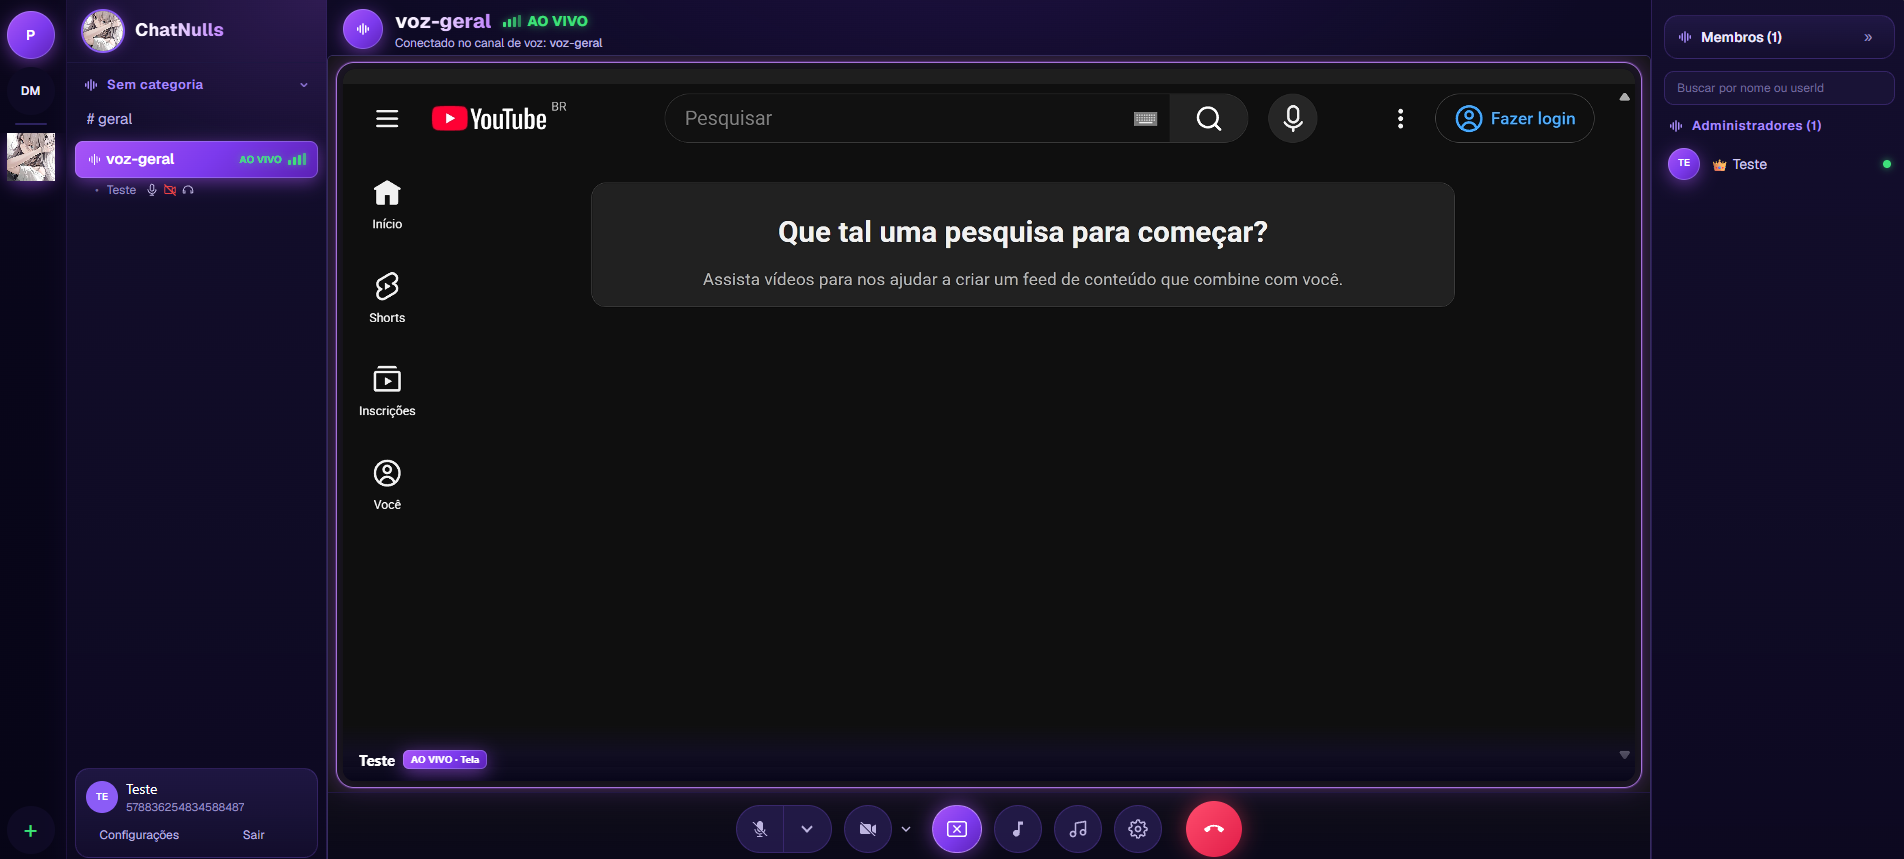 P
DM
ChatNulls
Sem categoria
# geral
voz-geral
AO VIVO
Teste
voz-geral
AO VIVO
Conectado no canal de voz: voz-geral
YouTube
BR
Pesquisar
Fazer login
Início
Shorts
Inscrições
Você
Que tal uma pesquisa para começar?
Assista vídeos para nos ajudar a criar um feed de conteúdo que combine com você.
Teste
AO VIVO - Tela
Membros (1)
Buscar por nome ou userId
Administradores (1)
TE
Teste
TE
Teste
578836254834588487
Configurações
Sair